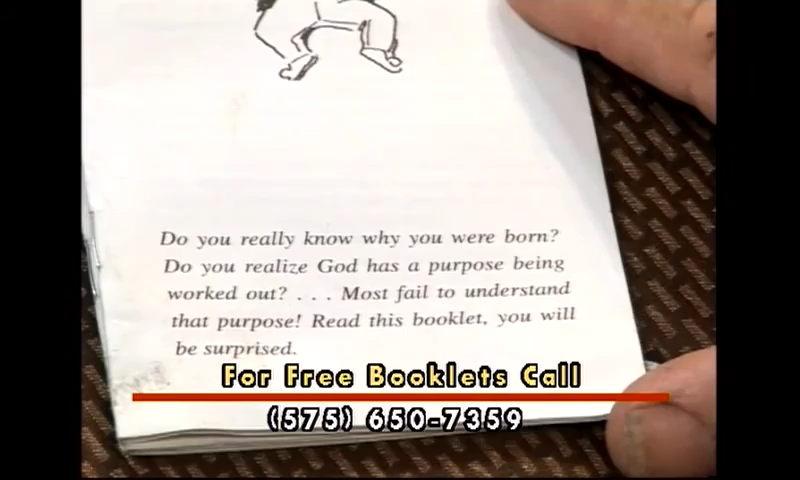 Do you really know why you were born?
Do you realize God has a purpose being
worked out? . . . Most fail to understand
that purpose! Read this booklet, you will
be surprised.
For Free Booklets Call
(575) 650-7359